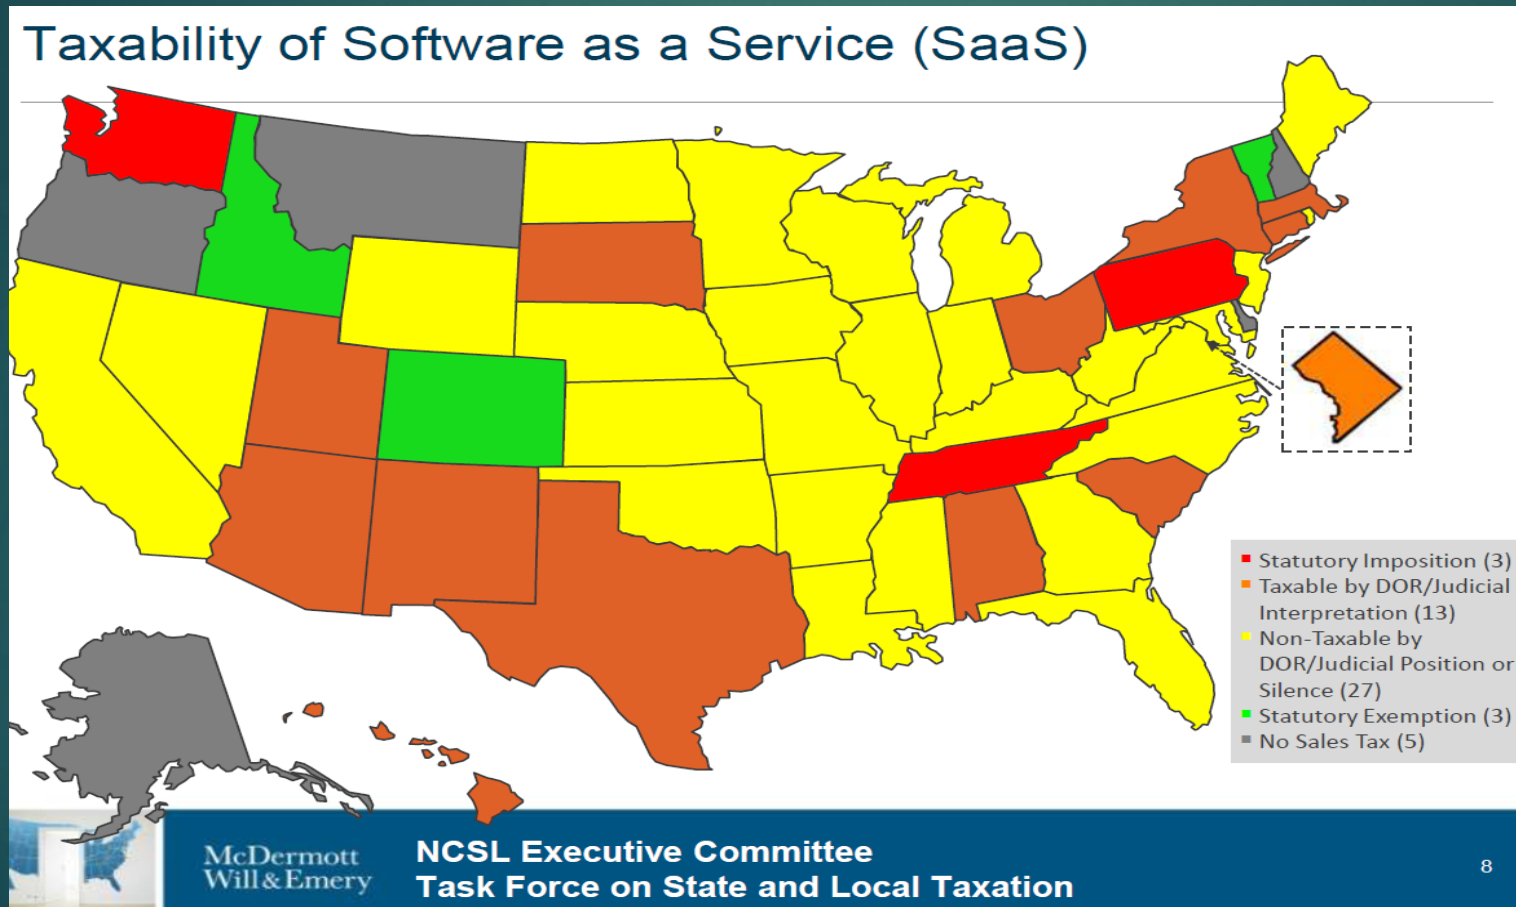 Taxability of Software as a Service (SaaS)
Statutory Imposition (3)
Taxable by DOR/Judicial
Interpretation (13)
Non-Taxable by
DOR/Judicial Position or
Silence (27)
Statutory Exemption (3)
No Sales Tax (5)
McDermott
Will & Emery
NCSL Executive Committee
Task Force on State and Local Taxation
8